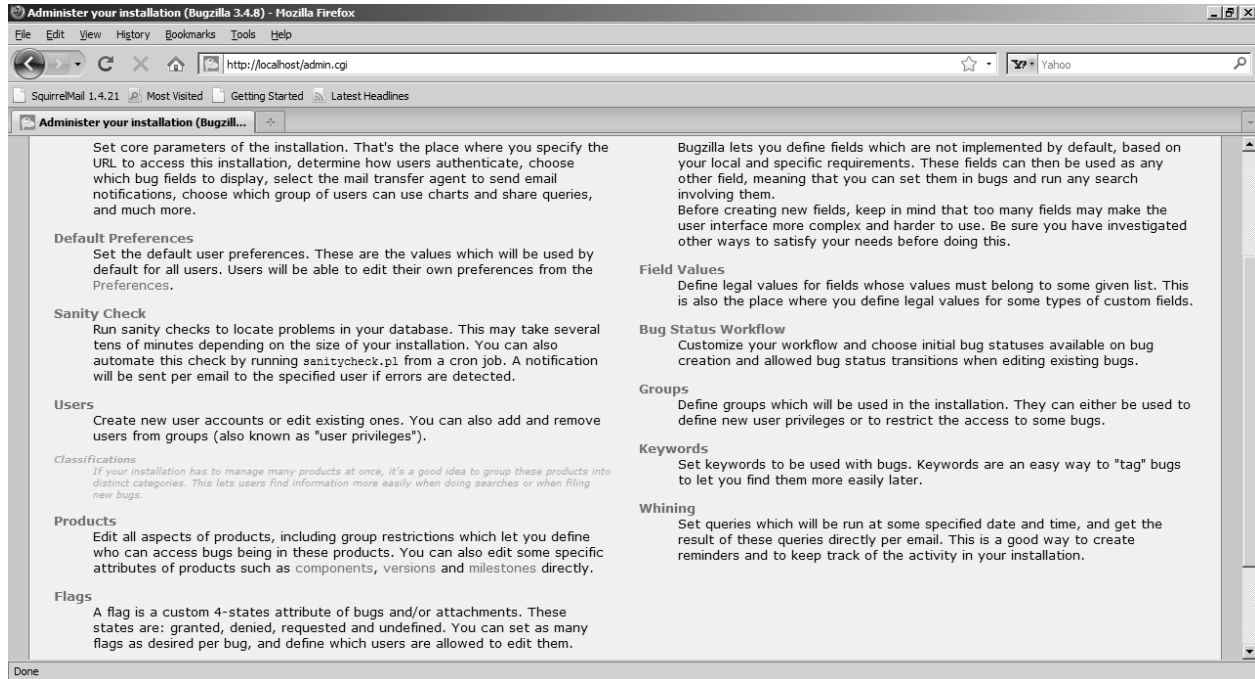 Administer your installation (Bugzilla 3.4.8) - Mozilla Firefox
File Edit View History Bookmarks Tools Help
http://localhost/admin.cgi
Yahoo
SquirrelMail 1.4.21 Most Visited Getting Started Latest Headlines
Administer your installation (Bugzill...
Set core parameters of the installation. That's the place where you specify the
URL to access this installation, determine how users authenticate, choose
which bug fields to display, select the mail transfer agent to send email
notifications, choose which group of users can use charts and share queries,
and much more.
Default Preferences
Set the default user preferences. These are the values which will be used by
default for all users. Users will be able to edit their own preferences from the
Preferences.
Sanity Check
Run sanity checks to locate problems in your database. This may take several
tens of minutes depending on the size of your installation. You can also
automate this check by running sanitycheck.pl from a cron job. A notification
will be sent per email to the specified user if errors are detected.
Users
Create new user accounts or edit existing ones. You can also add and remove
users from groups (also known as "user privileges").
Classifications
If your installation has to manage many products at once, it's a good idea to group these products into
distinct categories. This lets users find information more easily when doing searches or when filing
new bugs.
Products
Edit all aspects of products, including group restrictions which let you define
who can access bugs being in these products. You can also edit some specific
attributes of products such as components, versions and milestones directly.
Flags
A flag is a custom 4-states attribute of bugs and/or attachments. These
states are: granted, denied, requested and undefined. You can set as many
flags as desired per bug, and define which users are allowed to edit them.
Bugzilla lets you define fields which are not implemented by default, based on
your local and specific requirements. These fields can then be used as any
other field, meaning that you can set them in bugs and run any search
involving them.
Before creating new fields, keep in mind that too many fields may make the
user interface more complex and harder to use. Be sure you have investigated
other ways to satisfy your needs before doing this.
Field Values
Define legal values for fields whose values must belong to some given list. This
is also the place where you define legal values for some types of custom fields.
Bug Status Workflow
Customize your workflow and choose initial bug statuses available on bug
creation and allowed bug status transitions when editing existing bugs.
Groups
Define groups which will be used in the installation. They can either be used to
define new user privileges or to restrict the access to some bugs.
Keywords
Set keywords to be used with bugs. Keywords are an easy way to "tag" bugs
to let you find them more easily later.
Whining
Set queries which will be run at some specified date and time, and get the
result of these queries directly per email. This is a good way to create
reminders and to keep track of the activity in your installation.
Done